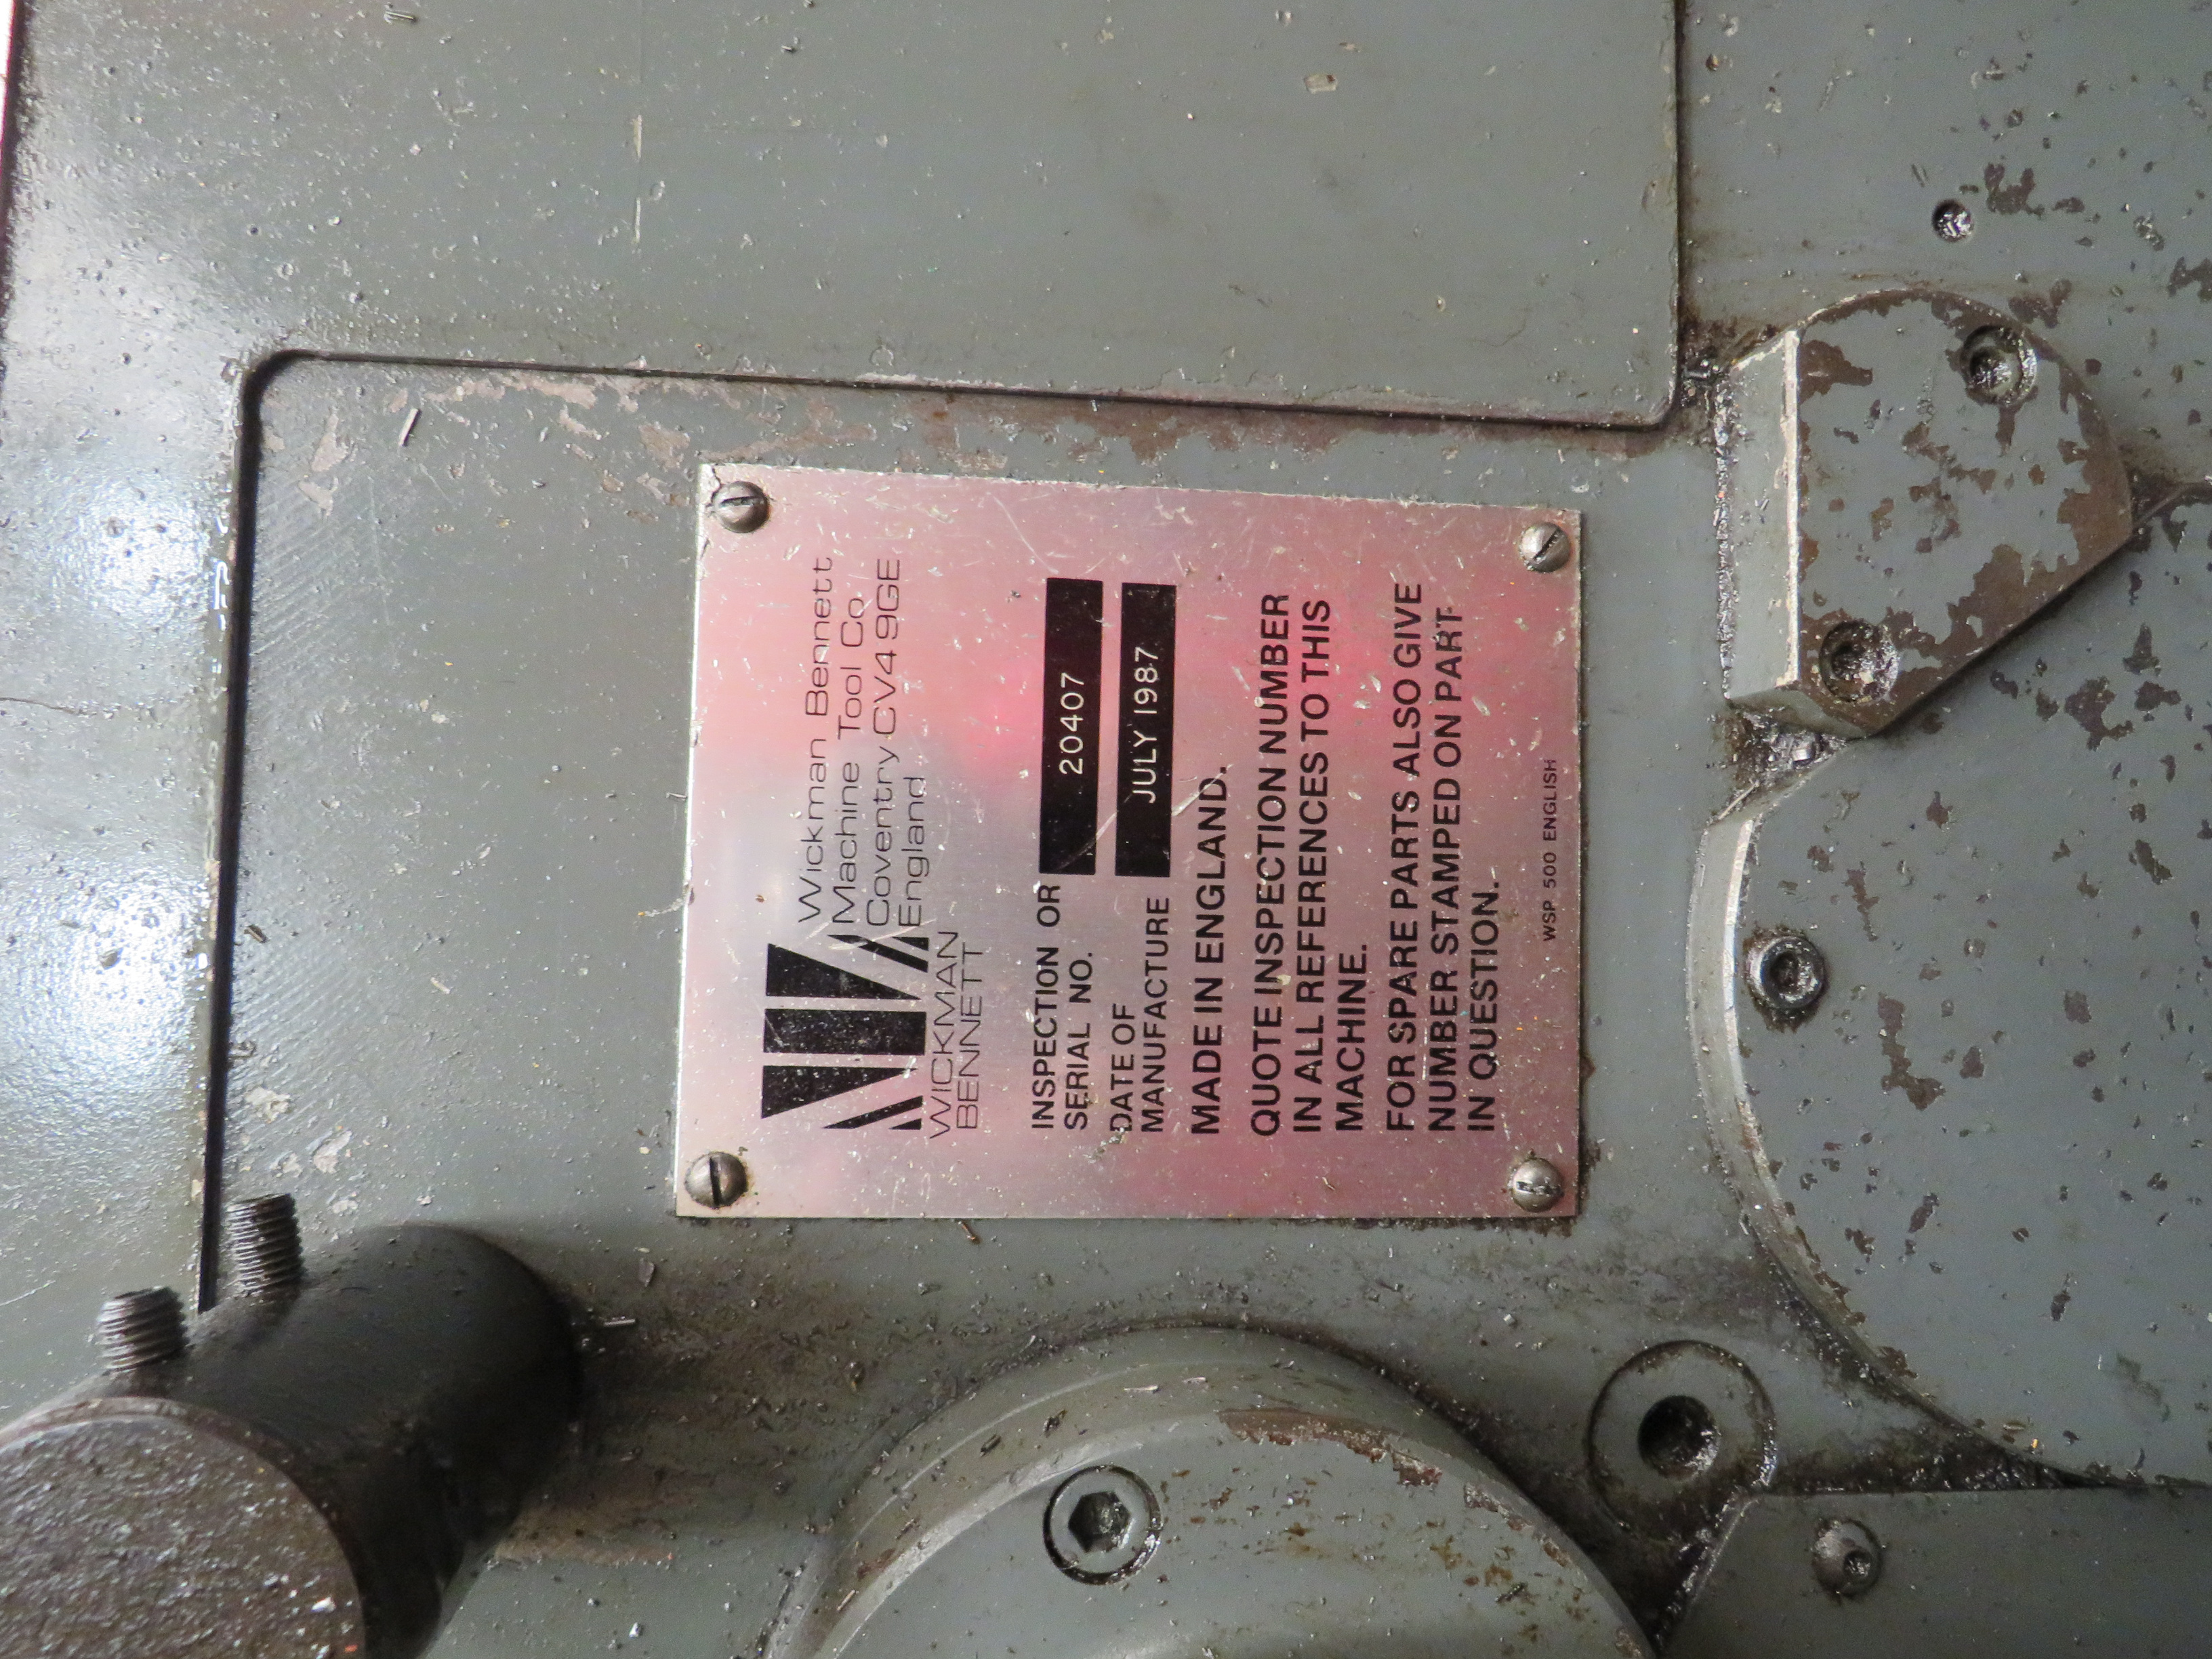 WICKMAN
BENNETT
Wickman Bennett
Machine Tool Co
Coventry CV4 9GE
England
INSPECTION OR
SERIAL NO.
20407
DATE OF
MANUFACTURE
JULY 1987
MADE IN ENGLAND.
QUOTE INSPECTION NUMBER
IN ALL REFERENCES TO THIS
MACHINE.
FOR SPARE PARTS ALSO GIVE
NUMBER STAMPED ON PART
IN QUESTION.
WSP 500 ENGLISH